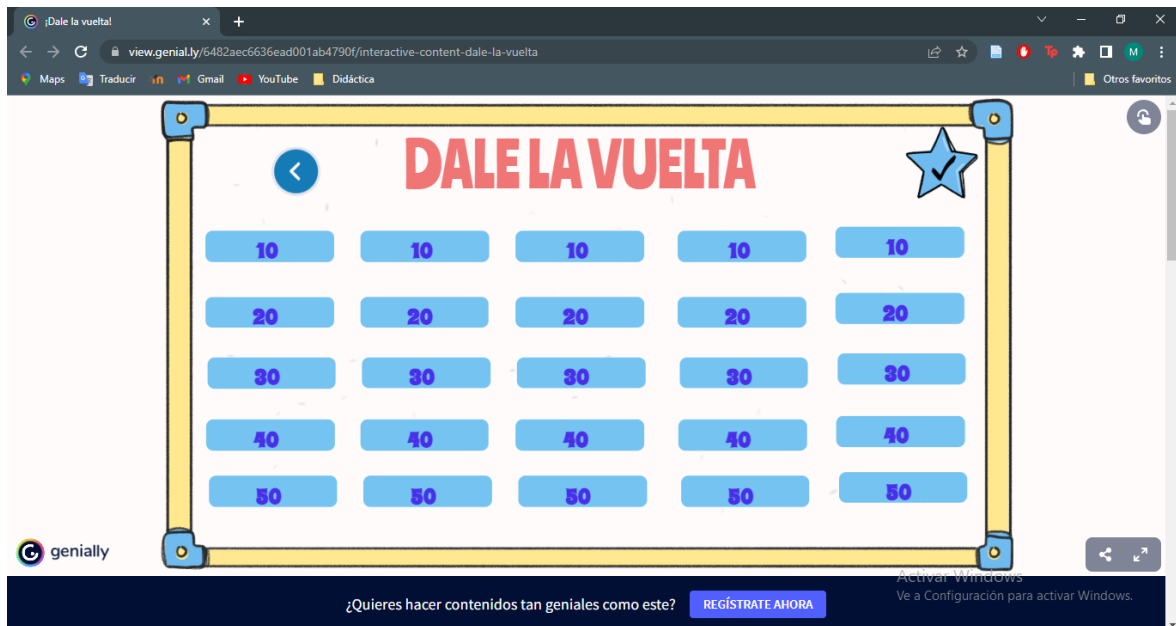 ¡Dale la vuelta!
view.genial.ly/6482aec6636ead001ab4790f/interactive-content-dale-la-vuelta
Tp
M
Maps Traducir Gmail YouTube Didáctica Otros favoritos
DALE LA VUELTA
10 10 10 10 10
20 20 20 20 20
30 30 30 30 30
40 40 40 40 40
50 50 50 50 50
genially
Activar Windows
Ve a Configuración para activar Windows.
¿Quieres hacer contenidos tan geniales como este? REGÍSTRATE AHORA